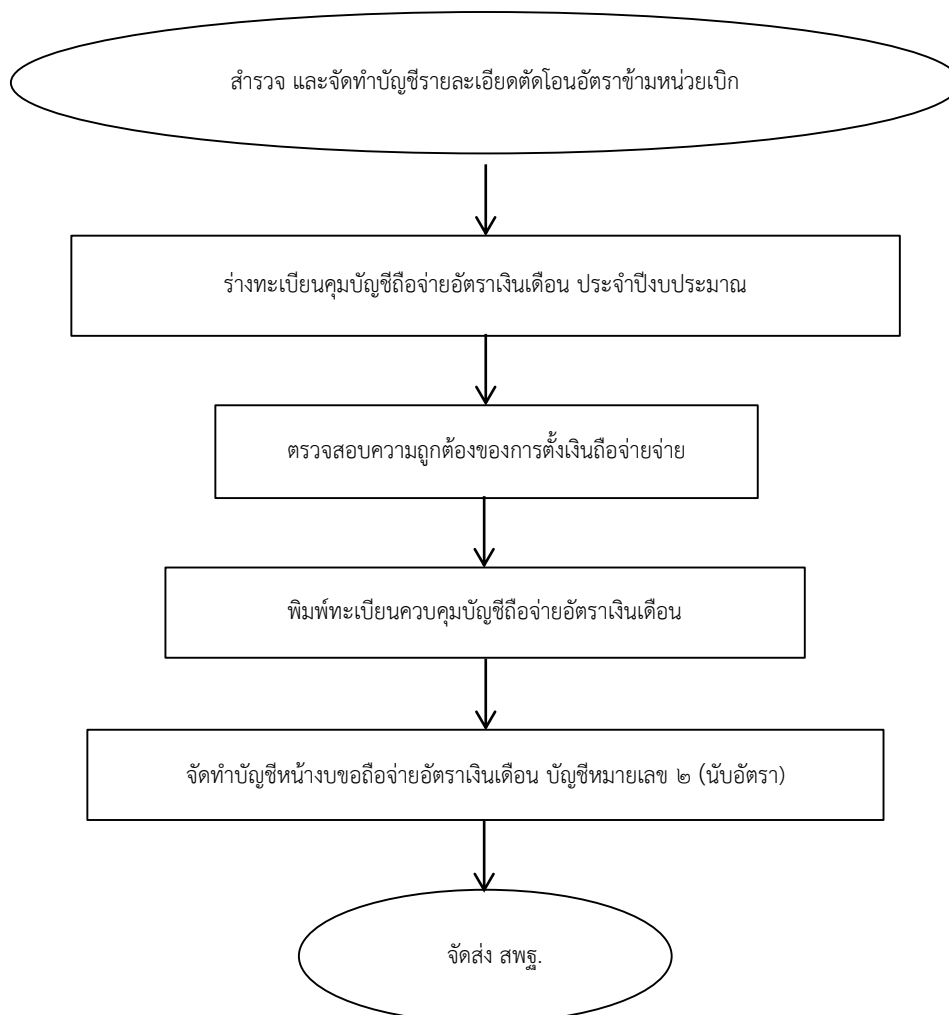 สำรวจ และจัดทำบัญชีรายละเอียดตัดโอนอัตราข้ามหน่วยเบิก
ร่างทะเบียนคุมบัญชีถือจ่ายอัตราเงินเดือน ประจำปีงบประมาณ
ตรวจสอบความถูกต้องของการตั้งเงินถือจ่ายจ่าย
พิมพ์ทะเบียนควบคุมบัญชีถือจ่ายอัตราเงินเดือน
จัดทำบัญชีหน้างบขอถือจ่ายอัตราเงินเดือน บัญชีหมายเลข ๒ (นับอัตรา)
จัดส่ง สพฐ.